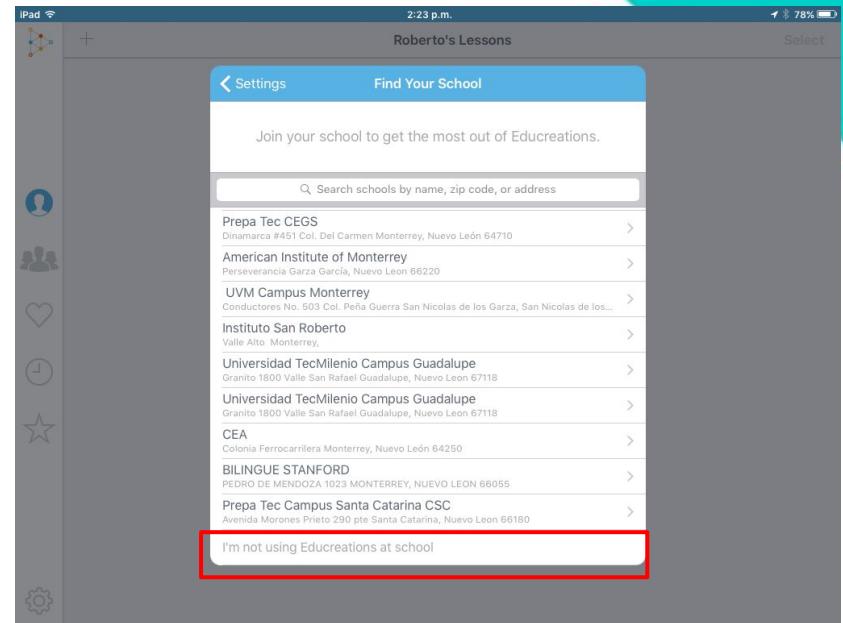 iPad 2:23 p.m. 78%
+ Roberto's Lessons Select
Settings Find Your School
Join your school to get the most out of Educreations.
Search schools by name, zip code, or address
Prepa Tec CEGS
Dinamarca #451 Col. Del Carmen Monterrey, Nuevo León 64710
American Institute of Monterrey
Perseverancia Garza García, Nuevo Leon 66220
UVM Campus Monterrey
Conductores No. 503 Col. Peña Guerra San Nicolas de los Garza, San Nicolas de los...
Instituto San Roberto
Valle Alto Monterrey,
Universidad TecMilenio Campus Guadalupe
Granito 1800 Valle San Rafael Guadalupe, Nuevo Leon 67118
Universidad TecMilenio Campus Guadalupe
Granito 1800 Valle San Rafael Guadalupe, Nuevo Leon 67118
CEA
Colonia Ferrocarrilera Monterrey, Nuevo León 64250
BILINGUE STANFORD
PEDRO DE MENDOZA 1023 MONTERREY, NUEVO LEON 66055
Prepa Tec Campus Santa Catarina CSC
Avenida Morones Prieto 290 pte Santa Catarina, Nuevo Leon 66180
I'm not using Educreations at school